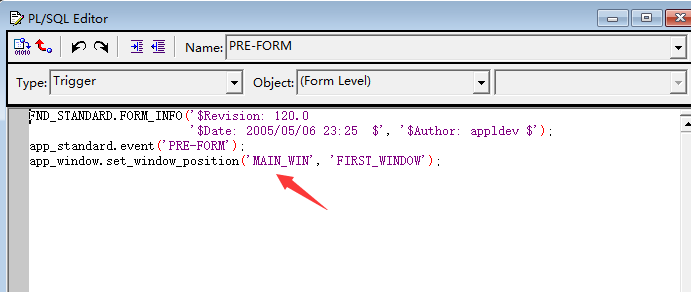 PL/SQL Editor
Name: PRE-FORM
Type: Trigger Object: (Form Level)
FND_STANDARD.FORM_INFO('$Revision: 120.0
'$Date: 2005/05/06 23:25  $', '$Author: appldev $');
app_standard.event('PRE-FORM');
app_window.set_window_position('MAIN_WIN', 'FIRST_WINDOW');